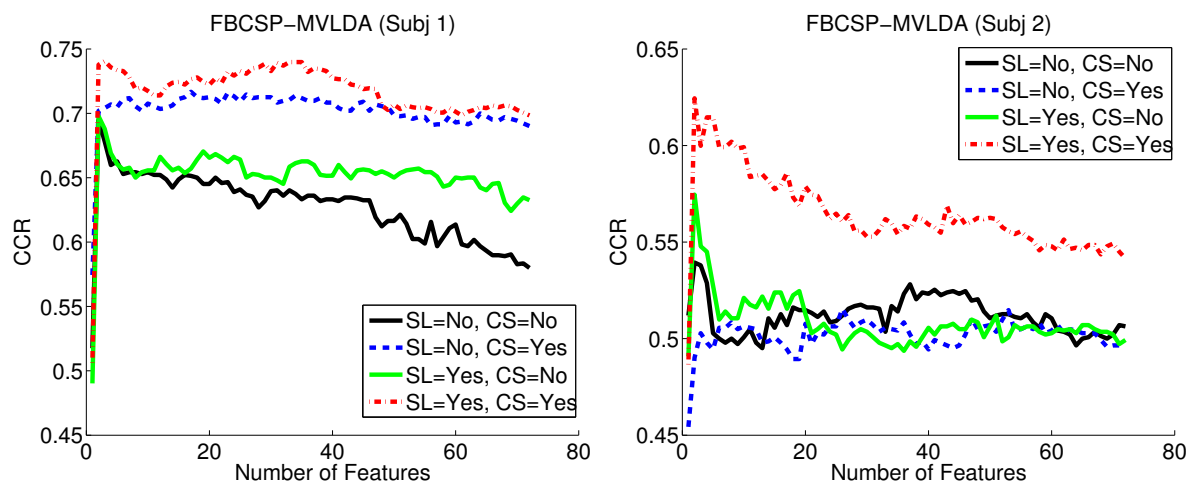 FBCSP−MVLDA (Subj 1)
0.75
0.7
0.65
0.6
0.55
0.5
0.45
CCR
0
20
40
60
80
Number of Features
SL=No, CS=No
SL=No, CS=Yes
SL=Yes, CS=No
SL=Yes, CS=Yes
FBCSP−MVLDA (Subj 2)
0.65
0.6
0.55
0.5
0.45
CCR
0
20
40
60
80
Number of Features
SL=No, CS=No
SL=No, CS=Yes
SL=Yes, CS=No
SL=Yes, CS=Yes